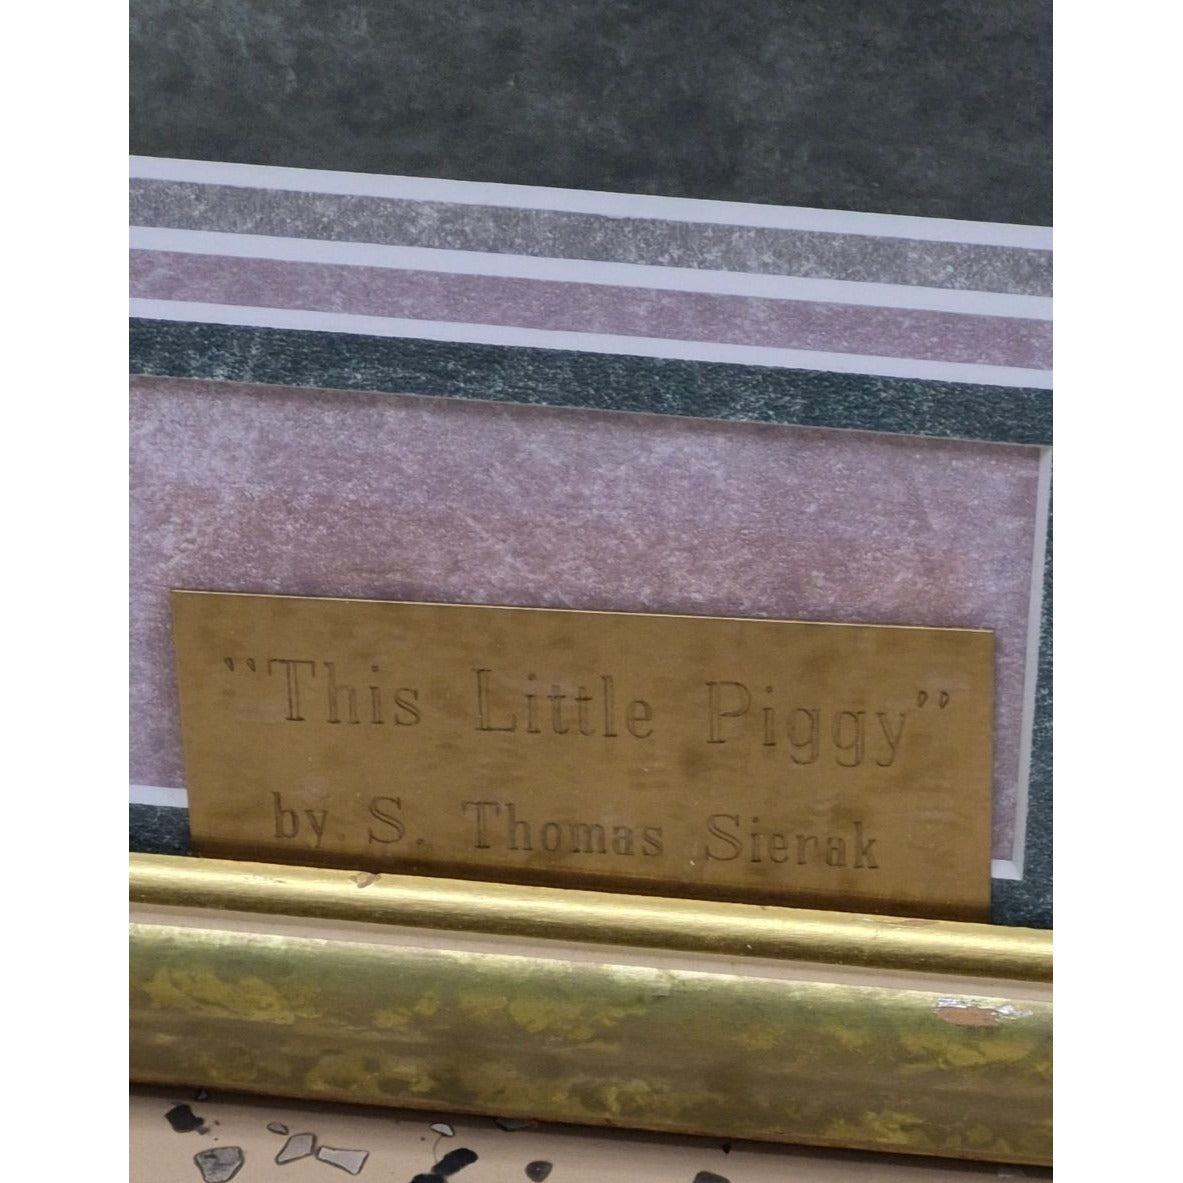 "This Little Piggy"
by S. Thomas Sierak